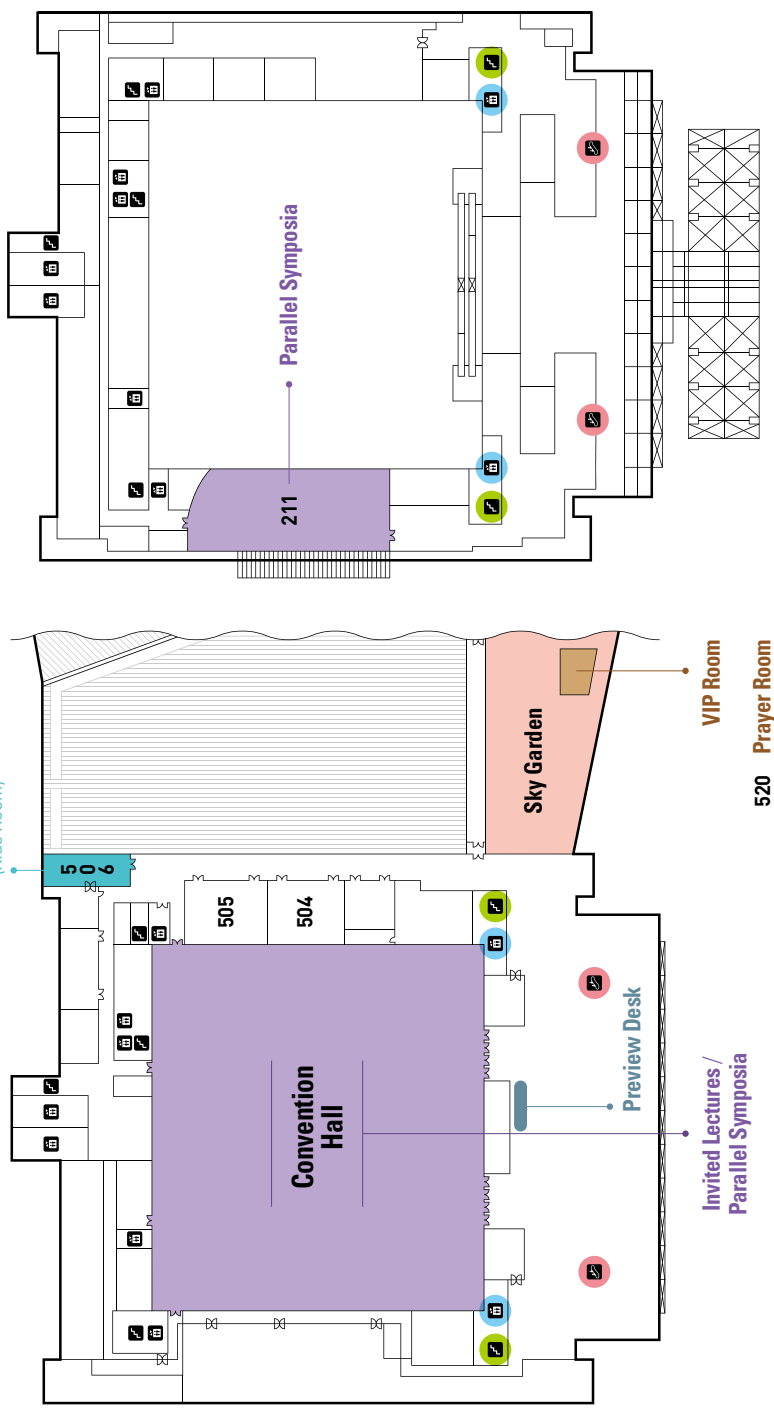 Parallel Symposia
211
506
505
504
Sky Garden
VIP Room
520 Prayer Room
Convention
Hall
Preview Desk
Invited Lectures /
Parallel Symposia